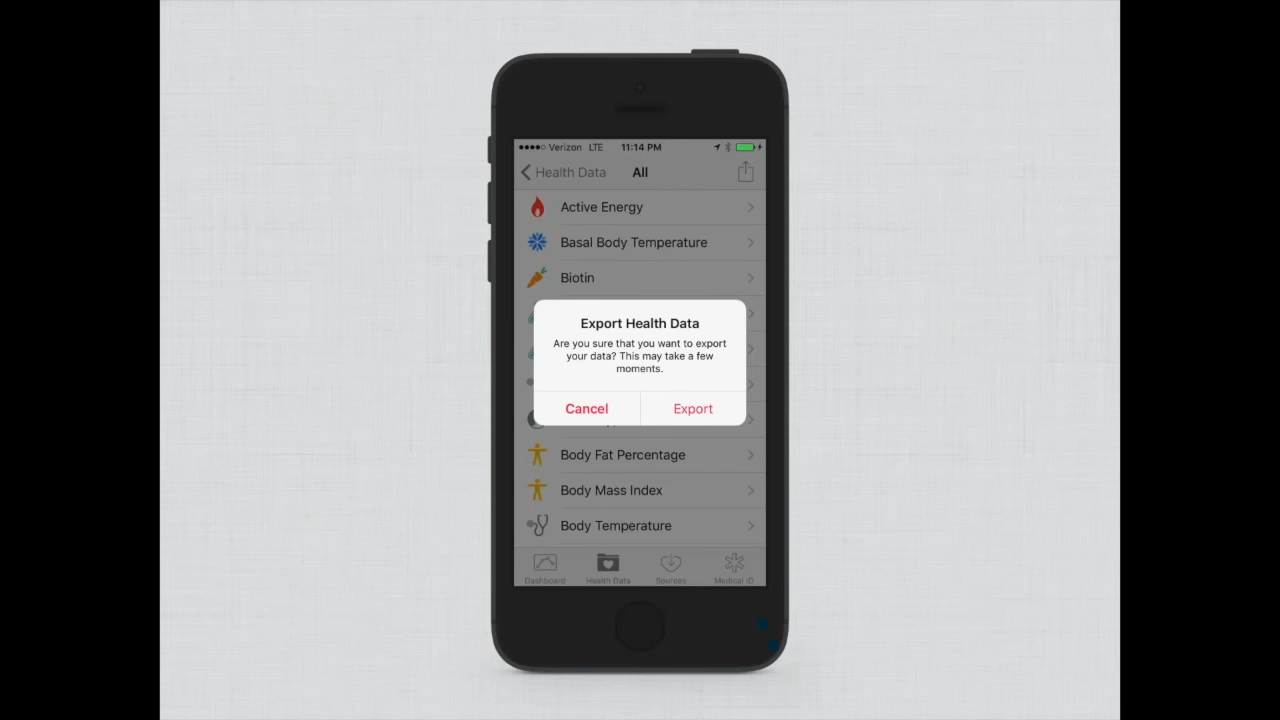 Verizon LTE 11:14 PM
Health Data All
Active Energy
Basal Body Temperature
Biotin
Export Health Data
Are you sure that you want to export
your data? This may take a few
moments.
Cancel Export
Body Fat Percentage
Body Mass Index
Body Temperature
Dashboard Health Data Sources Medical ID